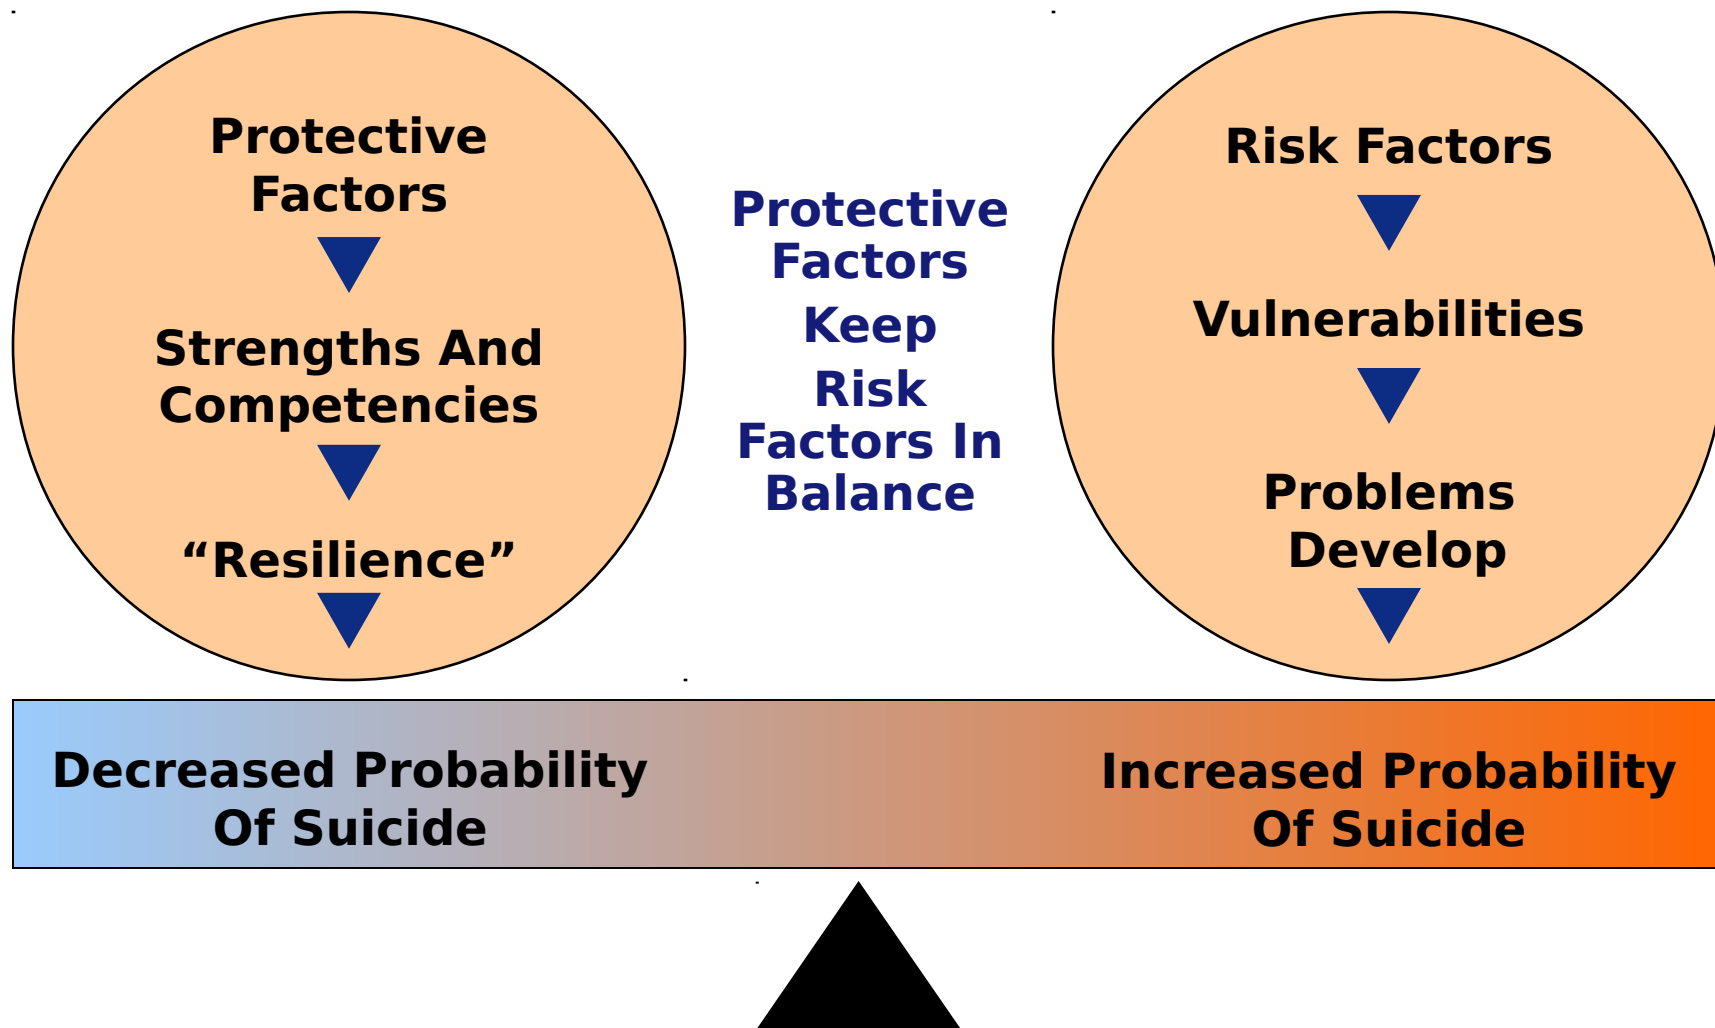 Protective
Factors
Strengths And
Competencies
“Resilience”
Protective
Factors
Keep
Risk
Factors In
Balance
Risk Factors
Vulnerabilities
Problems
Develop
Decreased Probability
Of Suicide
Increased Probability
Of Suicide